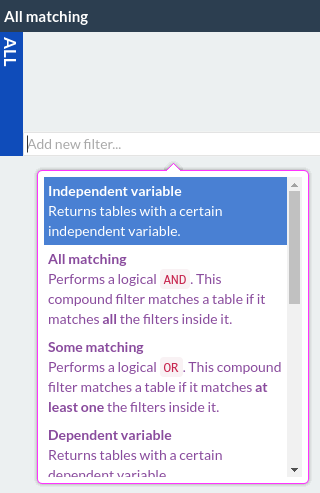 All matching
ALL
Add new filter...
Independent variable
Returns tables with a certain
independent variable.
All matching
Performs a logical AND. This
compound filter matches a table if it
matches all the filters inside it.
Some matching
Performs a logical OR. This compound
filter matches a table if it matches at
least one the filters inside it.
Dependent variable
Returns tables with a certain
dependent variable